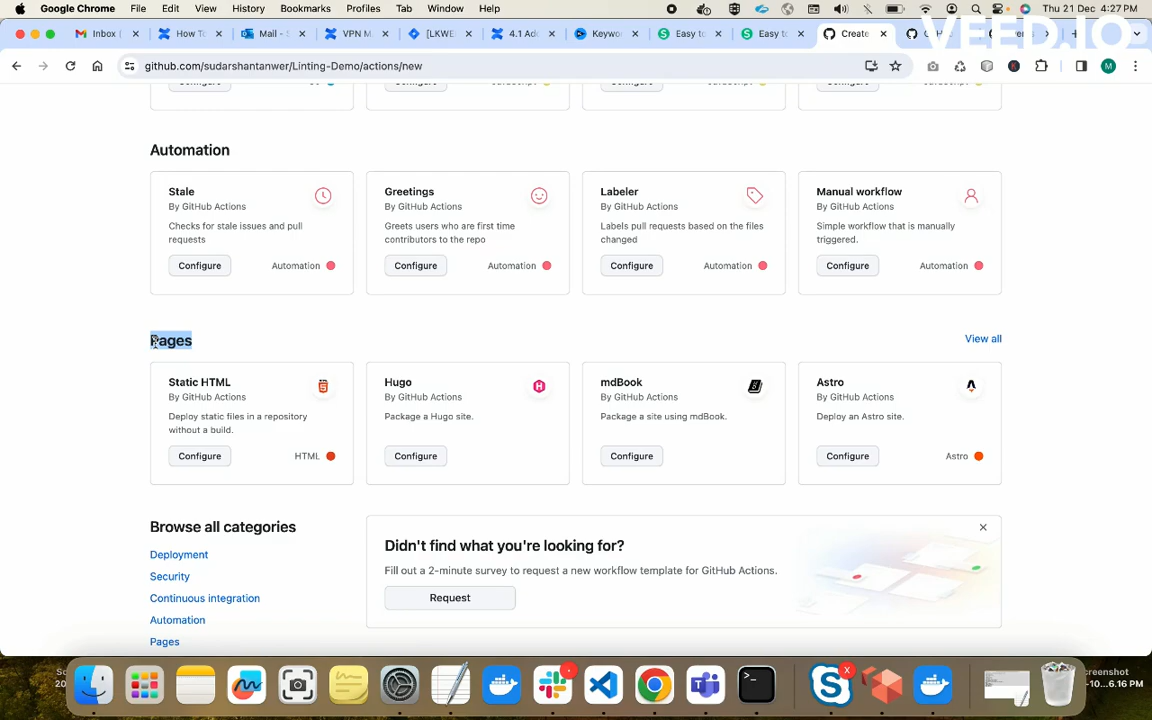 Google Chrome File Edit View History Bookmarks Profiles Tab Window Help Thu 21 Dec 4:27 PM
Inbox ( How To Mail - S VPN M [LKWE 4.1 Ad Keywo Easy to Easy to Create
VEED.IO
github.com/sudarshantanwer/Linting-Demo/actions/new
Automation
Stale
By GitHub Actions
Checks for stale issues and pull
requests
Configure Automation
Greetings
By GitHub Actions
Greets users who are first time
contributors to the repo
Configure Automation
Labeler
By GitHub Actions
Labels pull requests based on the files
changed
Configure Automation
Manual workflow
By GitHub Actions
Simple workflow that is manually
triggered.
Configure Automation
Pages View all
Static HTML
By GitHub Actions
Deploy static files in a repository
without a build.
Configure HTML
Hugo
By GitHub Actions
Package a Hugo site.
Configure
mdBook
By GitHub Actions
Package a site using mdBook.
Configure
Astro
By GitHub Actions
Deploy an Astro site.
Configure Astro
Browse all categories
Deployment
Security
Continuous integration
Automation
Pages
Didn't find what you're looking for?
Fill out a 2-minute survey to request a new workflow template for GitHub Actions.
Request